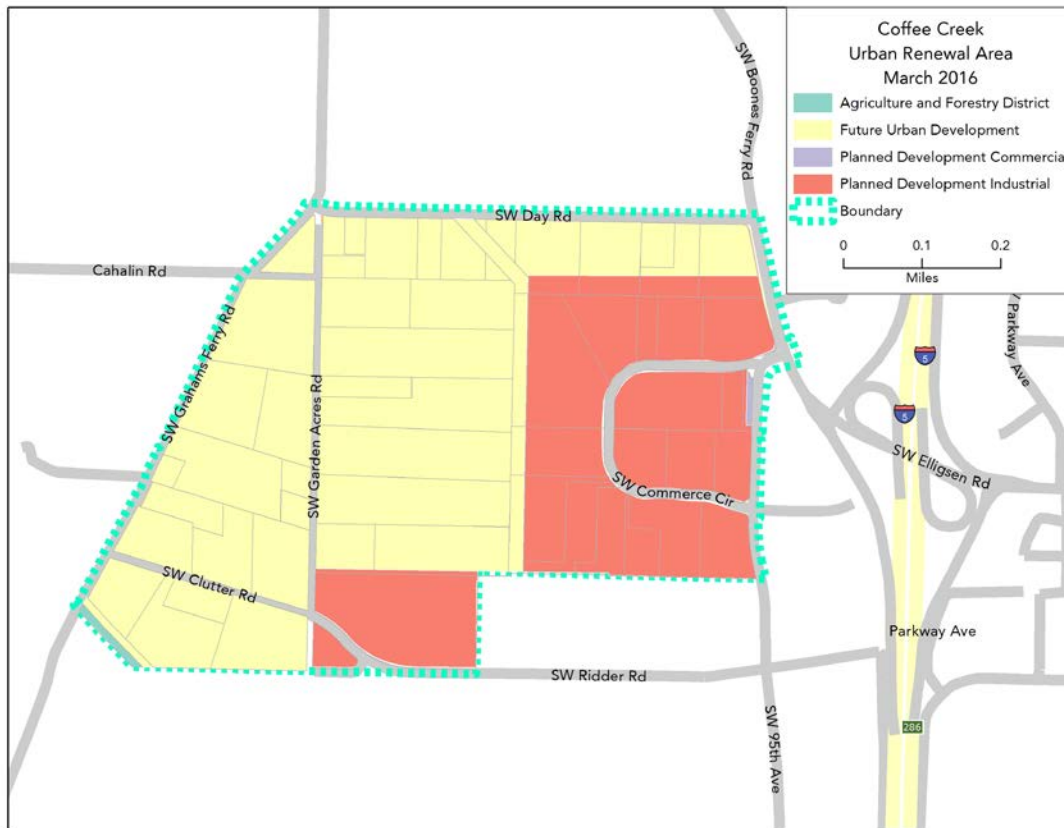 Coffee Creek
Urban Renewal Area
March 2016
Agriculture and Forestry District
Future Urban Development
Planned Development Commercia
Planned Development Industrial
Boundary
0 0.1 0.2
Miles
SW Boones Ferry Rd
SW Day Rd
Cahalin Rd
SW Grahams Ferry Rd
SW Garden Acres Rd
Parkway Ave
5
5
SW Elligsen Rd
SW Commerce Cir
SW Clutter Rd
Parkway Ave
SW Ridder Rd
SW 95th Ave
286